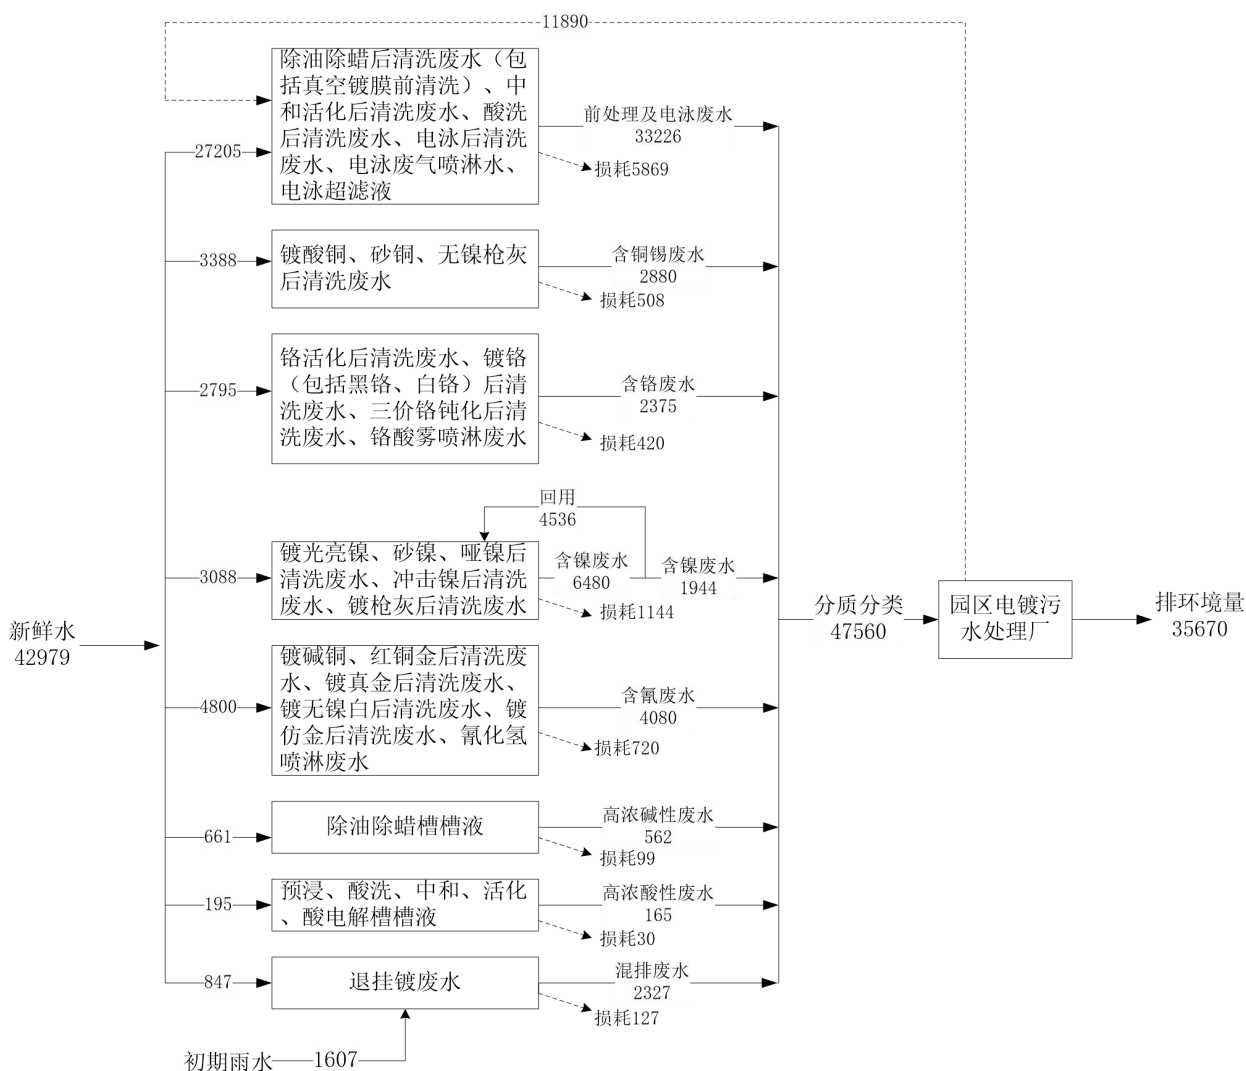 11890
除油除蜡后清洗废水（包
括真空镀膜前清洗）、中
和活化后清洗废水、酸洗
后清洗废水、电泳后清洗
废水、电泳废气喷淋水、
电泳超滤液
27205
前处理及电泳废水
33226
损耗5869
3388
镀酸铜、砂铜、无镍枪灰
后清洗废水
含铜锡废水
2880
损耗508
2795
铬活化后清洗废水、镀铬
（包括黑铬、白铬）后清
洗废水、三价铬钝化后清
洗废水、铬酸雾喷淋废水
含铬废水
2375
损耗420
回用
4536
3088
镀光亮镍、砂镍、哑镍后
清洗废水、冲击镍后清洗
废水、镀枪灰后清洗废水
含镍废水
6480
含镍废水
1944
损耗1144
新鲜水
42979
分质分类
47560
园区电镀污
水处理厂
排环境量
35670
4800
镀碱铜、红铜金后清洗废
水、镀真金后清洗废水、
镀无镍白后清洗废水、镀
仿金后清洗废水、氰化氢
喷淋废水
含氰废水
4080
损耗720
661
除油除蜡槽槽液
高浓碱性废水
562
损耗99
195
预浸、酸洗、中和、活化
、酸电解槽槽液
高浓酸性废水
165
损耗30
847
退挂镀废水
混排废水
2327
损耗127
初期雨水
1607